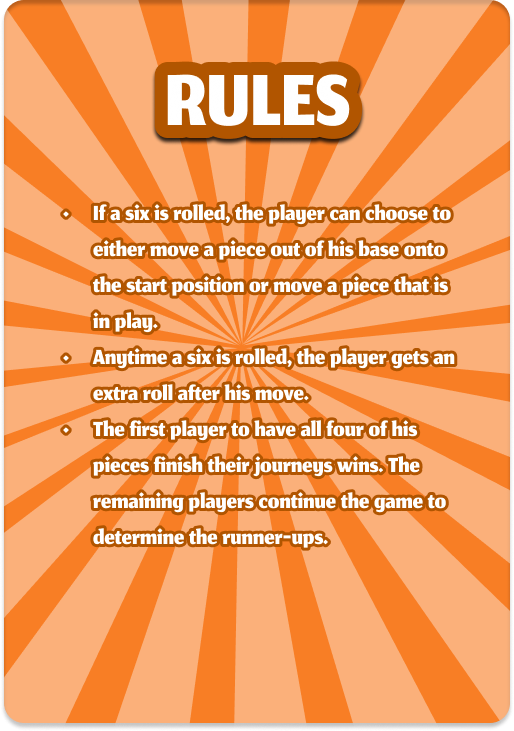 RULES
If a six is rolled, the player can choose to
either move a piece out of his base onto
the start position or move a piece that is
in play.
Anytime a six is rolled, the player gets an
extra roll after his move.
The first player to have all four of his
pieces finish their journeys wins. The
remaining players continue the game to
determine the runner-ups.